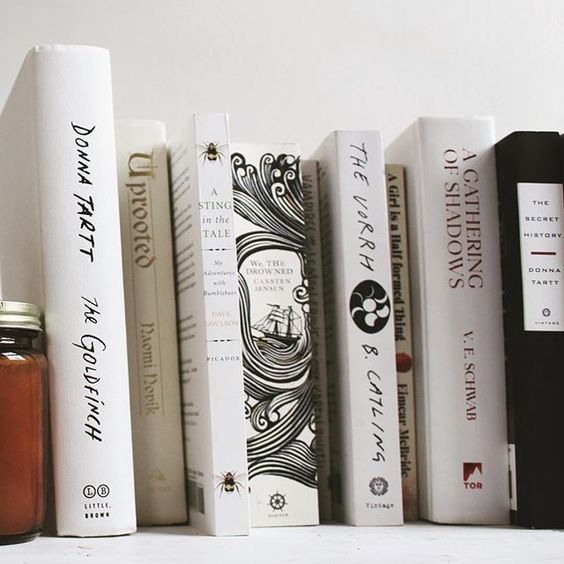 DONNA TARTT The GOLDFINCH
LB
LITTLE,
BROWN
Uprooted Naomi Novik
A
STING
in the
TALE
My
Adventures
with
Bumblebees
DAVE
GOULSON
PICADOR
We, THE
DROWNED
CARSTEN
JENSEN
MARINER
VAMPIRES
THE VORRH B. CATLING
Vintage
A Girl is a Half formed Thing Eimear McBride
A GATHERING
OF SHADOWS
V. E. SCHWAB
TOR
THE
SECRET
HISTORY
DONNA
TARTT
VINTAGE